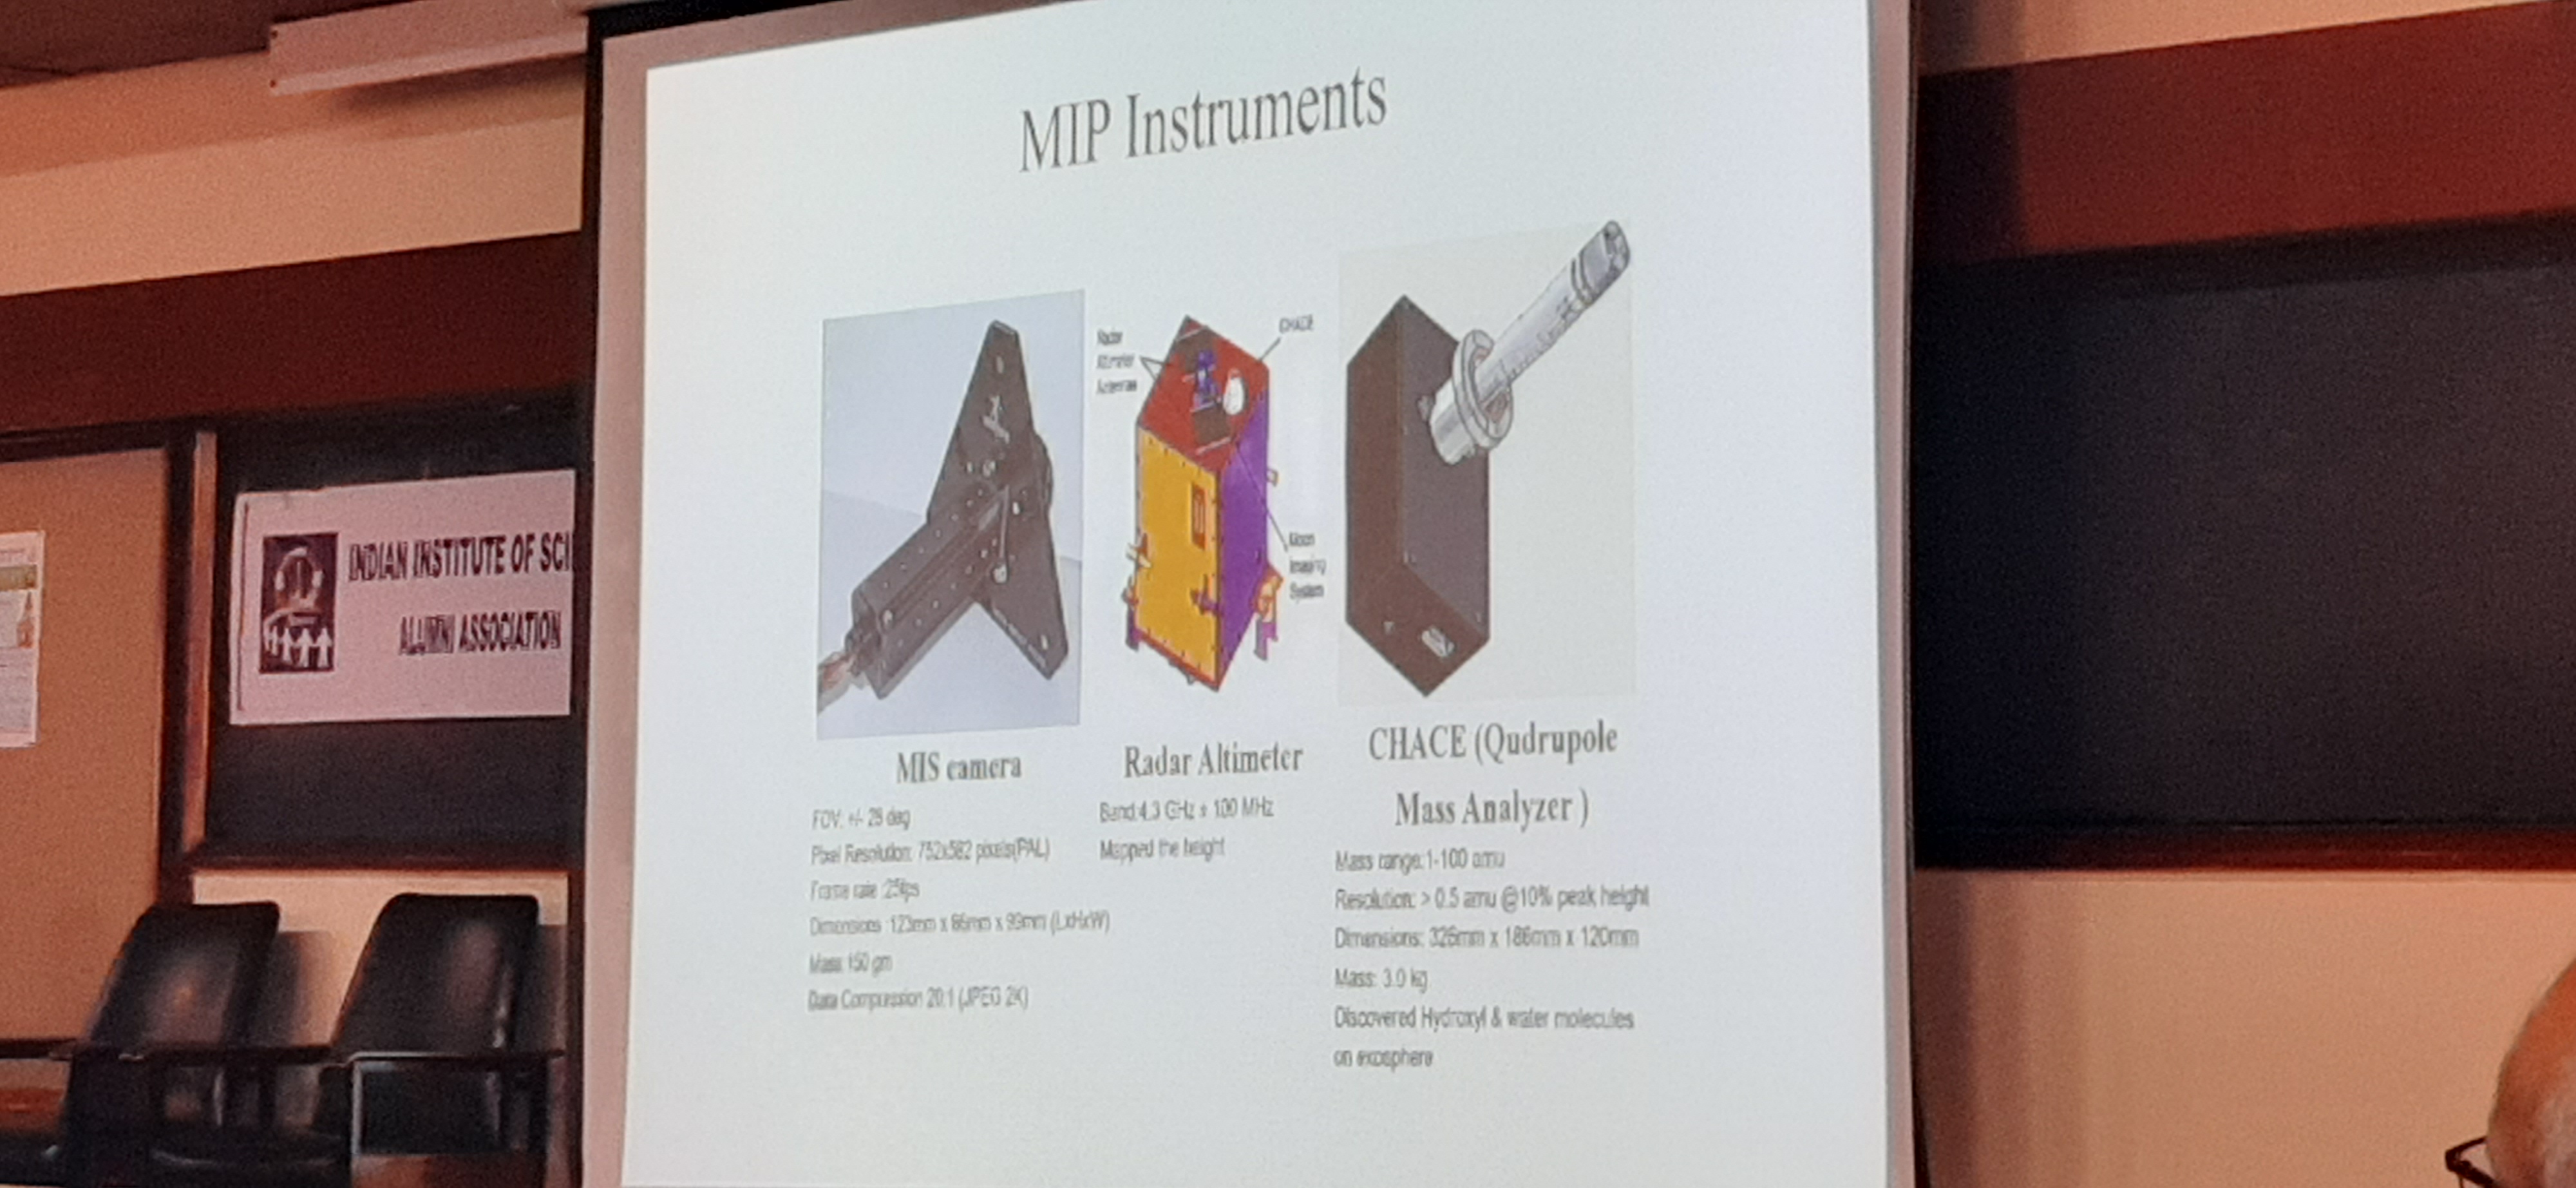 MIP Instruments
Radar
Altimeter
Antennas
CHACE
Moon
Imaging
System
MIS camera
FOV: +/- 26 deg
Pixel Resolution: 752x582 pixels(PAL)
Frame rate :25fps
Dimensions :123mm x 86mm x 99mm (LxHxW)
Mass: 150 gm
Data Compression 20:1 (JPEG 2K)
Radar Altimeter
Band:4.3 GHz ± 100 MHz
Mapped the height
CHACE (Qudrupole
Mass Analyzer )
Mass range:1-100 amu
Resolution: > 0.5 amu @10% peak height
Dimensions: 326mm x 186mm x 120mm
Mass: 3.0 kg
Discovered Hydroxyl & water molecules
on exosphere
INDIAN INSTITUTE OF SCI
ALUMNI ASSOCIATION